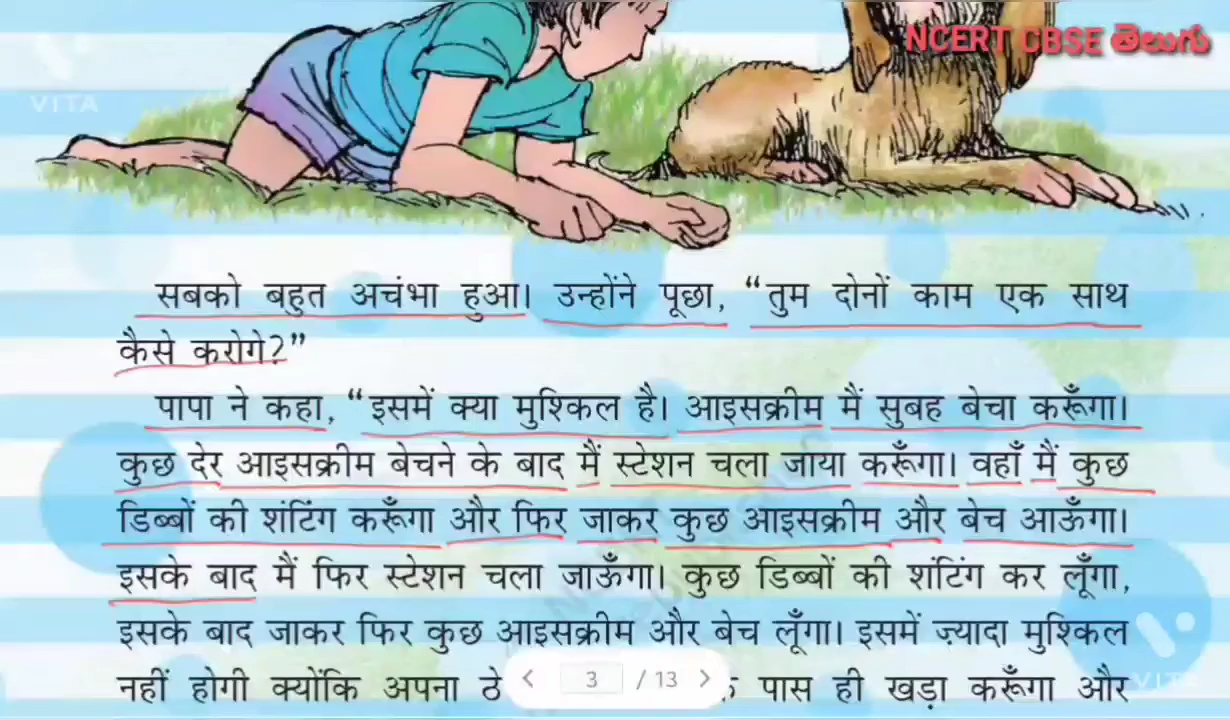 NCERT CBSE తెలుగు
VITA
सबको बहुत अचंभा हुआ। उन्होंने पूछा, “तुम दोनों काम एक साथ
कैसे करोगे?”
पापा ने कहा, “इसमें क्या मुश्किल है। आइसक्रीम मैं सुबह बेचा करूँगा।
कुछ देर आइसक्रीम बेचने के बाद मैं स्टेशन चला जाया करूँगा। वहाँ मैं कुछ
डिब्बों की शंटिंग करूँगा और फिर जाकर कुछ आइसक्रीम और बेच आऊँगा।
इसके बाद मैं फिर स्टेशन चला जाऊँगा। कुछ डिब्बों की शंटिंग कर लूँगा,
इसके बाद जाकर फिर कुछ आइसक्रीम और बेच लूँगा। इसमें ज़्यादा मुश्किल
नहीं होगी क्योंकि अपना पास ही खड़ा करूँगा और
< 3 / 13 >
VITA